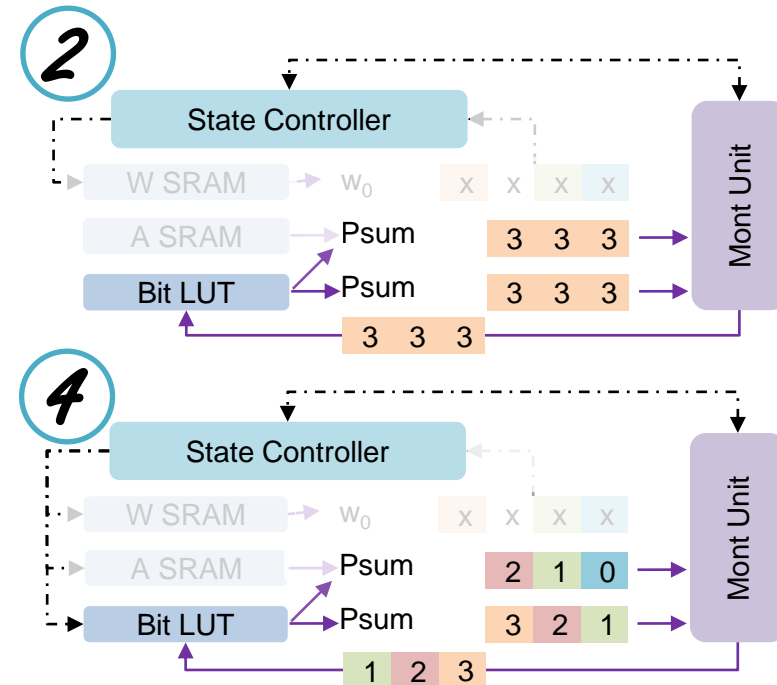 2
State Controller
W SRAM w₀ x x x x
A SRAM Psum 3 3 3
Bit LUT Psum 3 3 3
3 3 3
Mont Unit
4
State Controller
W SRAM w₀ x x x x
A SRAM Psum 2 1 0
Bit LUT Psum 3 2 1
1 2 3
Mont Unit